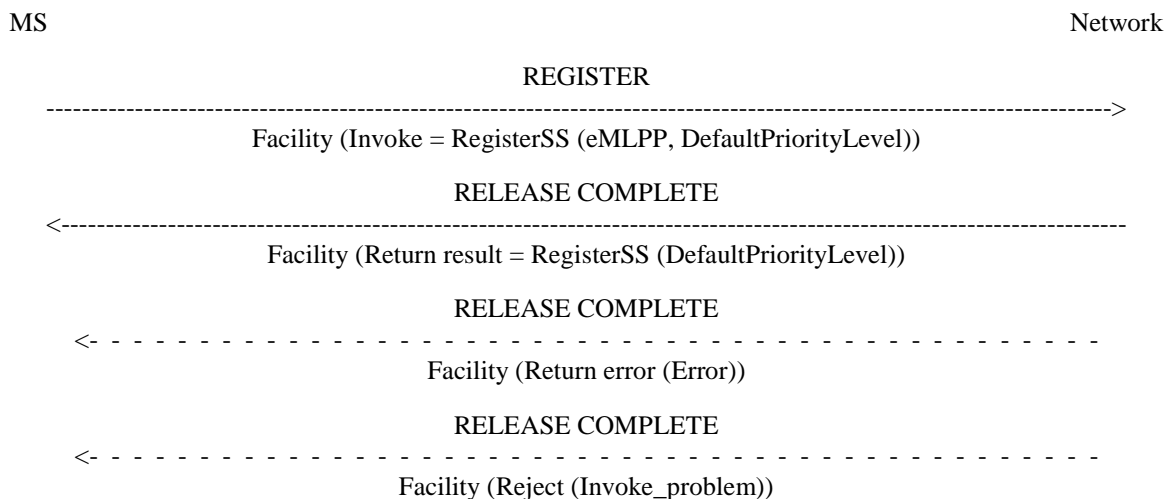 MS Network
REGISTER
------------------------------------------------------------------------------------------------------------------------>
Facility (Invoke = RegisterSS (eMLPP, DefaultPriorityLevel))
RELEASE COMPLETE
<------------------------------------------------------------------------------------------------------------------------
Facility (Return result = RegisterSS (DefaultPriorityLevel))
RELEASE COMPLETE
<- - - - - - - - - - - - - - - - - - - - - - - - - - - - - - - - - - - - - - - -
Facility (Return error (Error))
RELEASE COMPLETE
<- - - - - - - - - - - - - - - - - - - - - - - - - - - - - - - - - - - - - - - -
Facility (Reject (Invoke_problem))